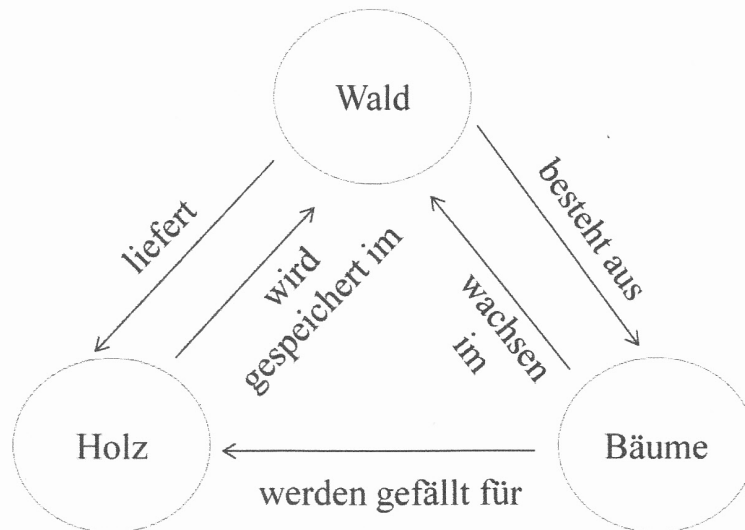 Wald
liefert
wird
gespeichert im
wachsen
im
besteht aus
Holz
Bäume
werden gefällt für